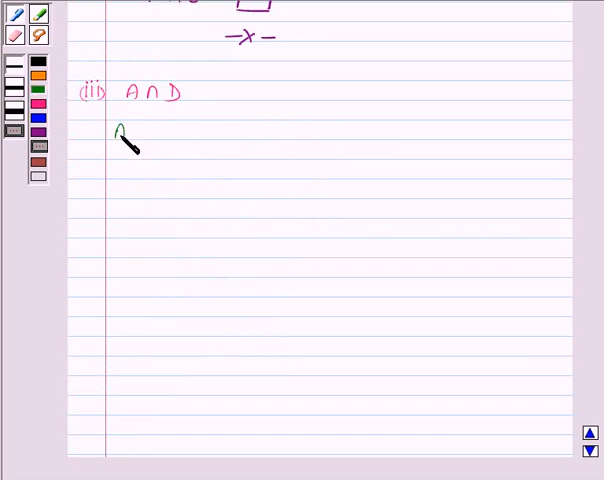 -x-
(iii) A ∩ D
A